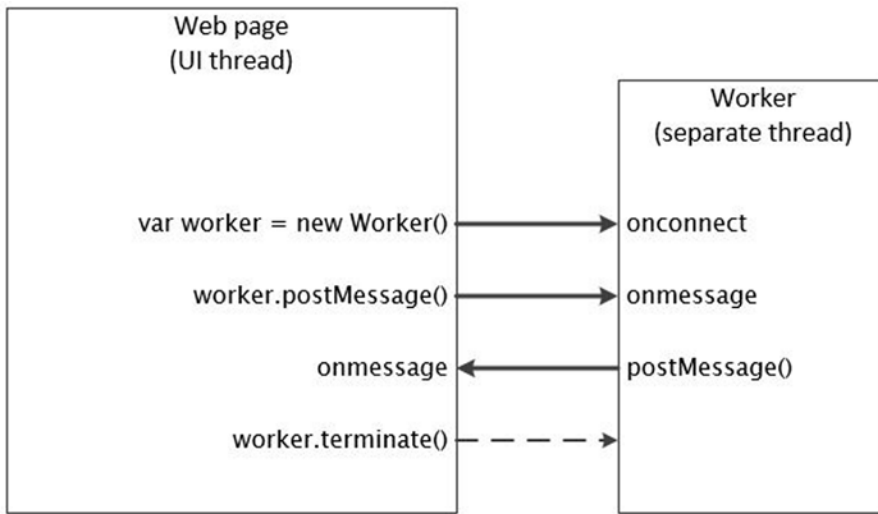 Web page
(UI thread)
Worker
(separate thread)
var worker = new Worker()
onconnect
worker.postMessage()
onmessage
onmessage
postMessage()
worker.terminate()